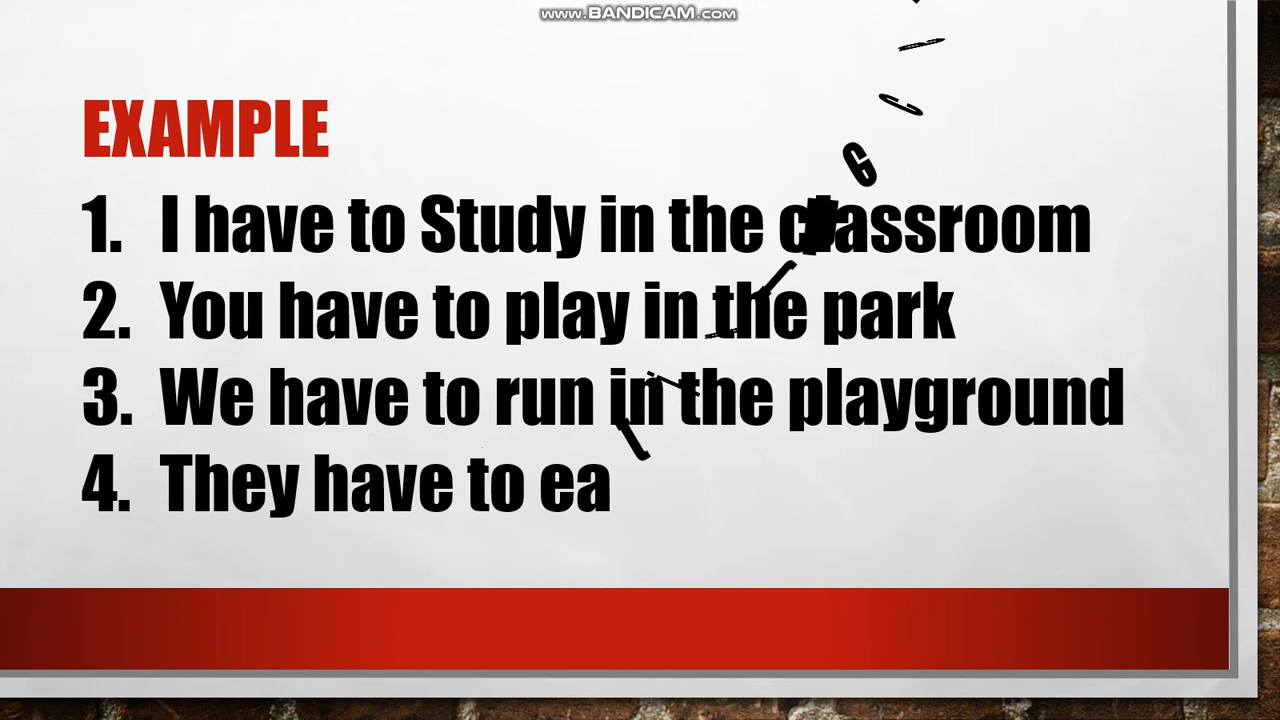 www.BANDICAM.com
EXAMPLE
1. I have to Study in the classroom
2. You have to play in the park
3. We have to run in the playground
4. They have to ea